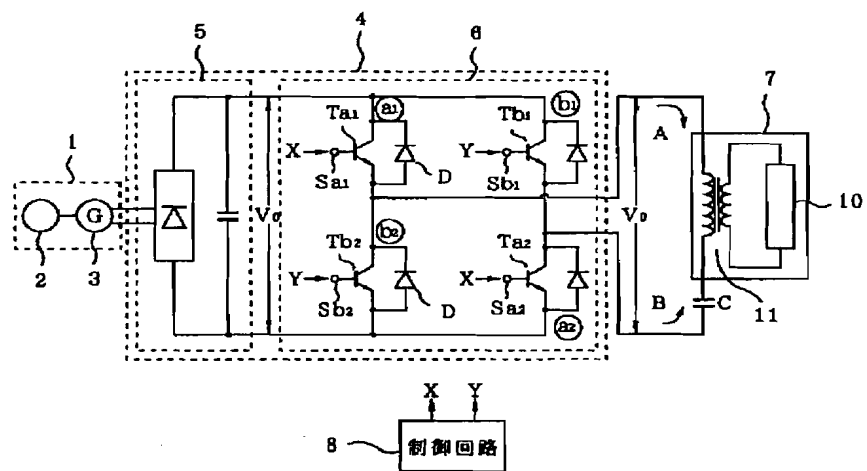 4
5
6
1
2
G
3
V₀
X
Ta₁
Sa₁
a₁
D
Y
Tb₁
Sb₁
b₁
Y
Tb₂
Sb₂
b₂
D
X
Ta₂
Sa₂
a₂
V₀
A
B
C
7
10
11
X
Y
8
制御回路